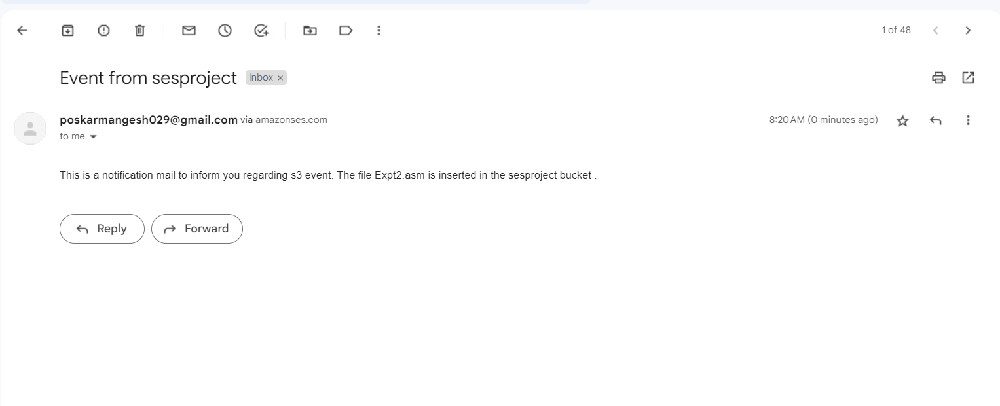 1 of 48
Event from sesproject Inbox ×
poskarmangesh029@gmail.com via amazonses.com 8:20 AM (0 minutes ago)
to me
This is a notification mail to inform you regarding s3 event. The file Expt2.asm is inserted in the sesproject bucket .
Reply Forward